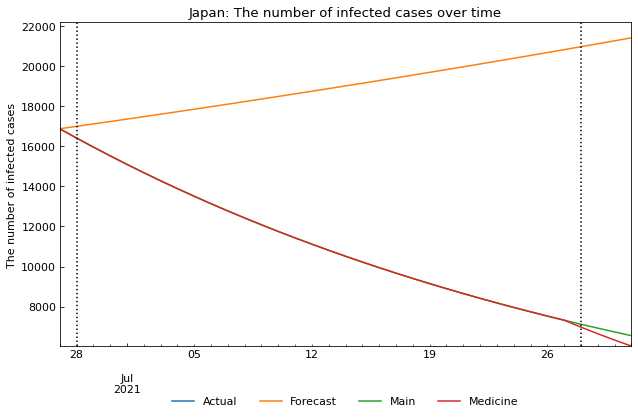 Japan: The number of infected cases over time
The number of infected cases
22000
20000
18000
16000
14000
12000
10000
8000
28 05 12 19 26
Jul
2021
Actual Forecast Main Medicine